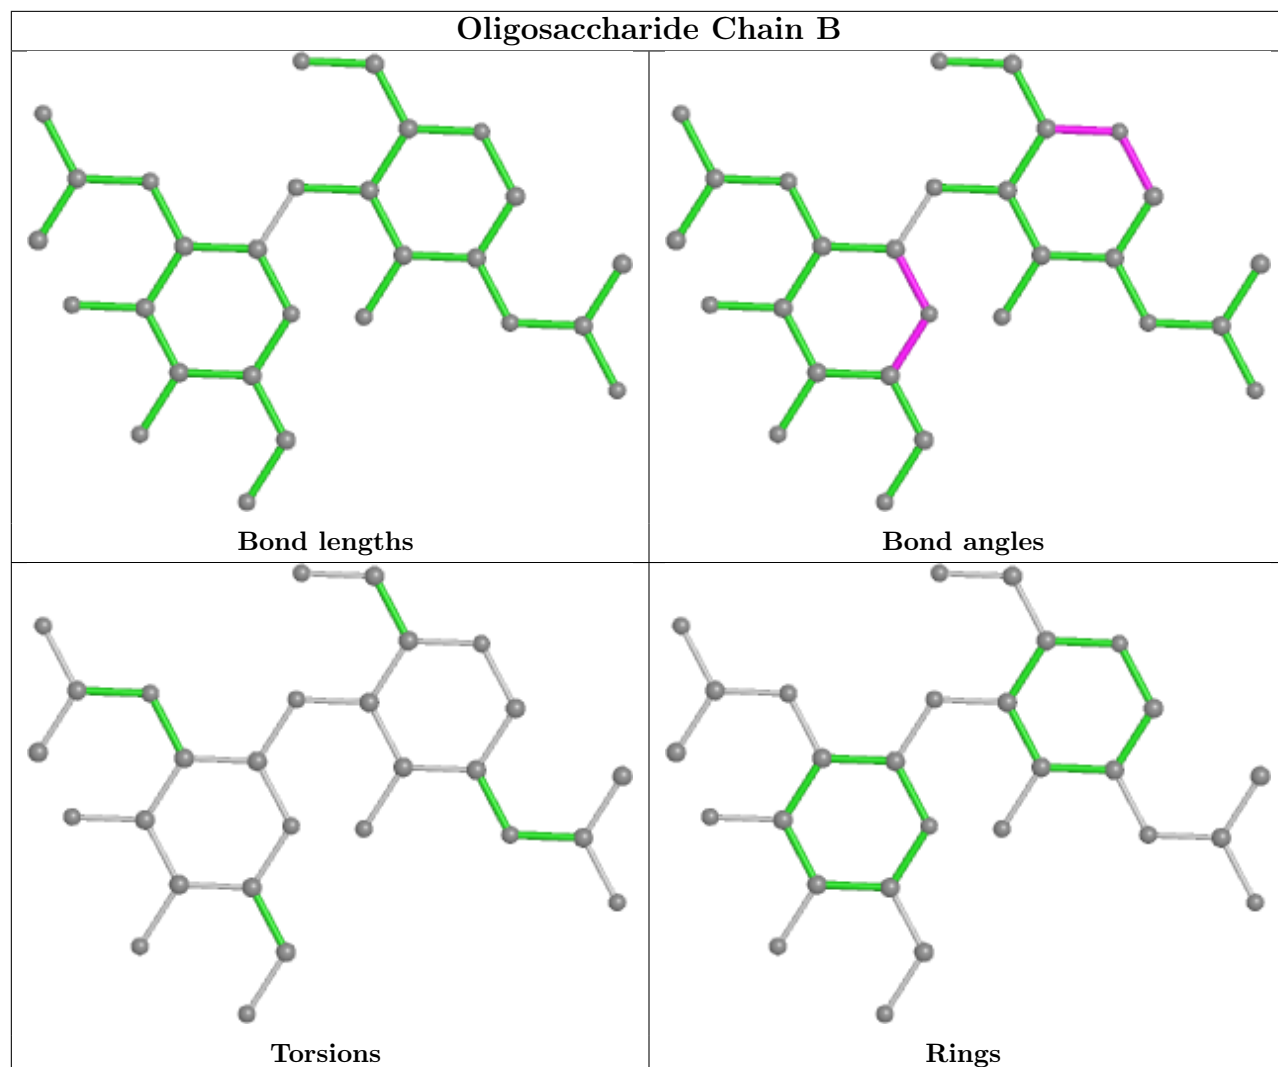 Oligosaccharide Chain B
Bond lengths
Bond angles
Torsions
Rings